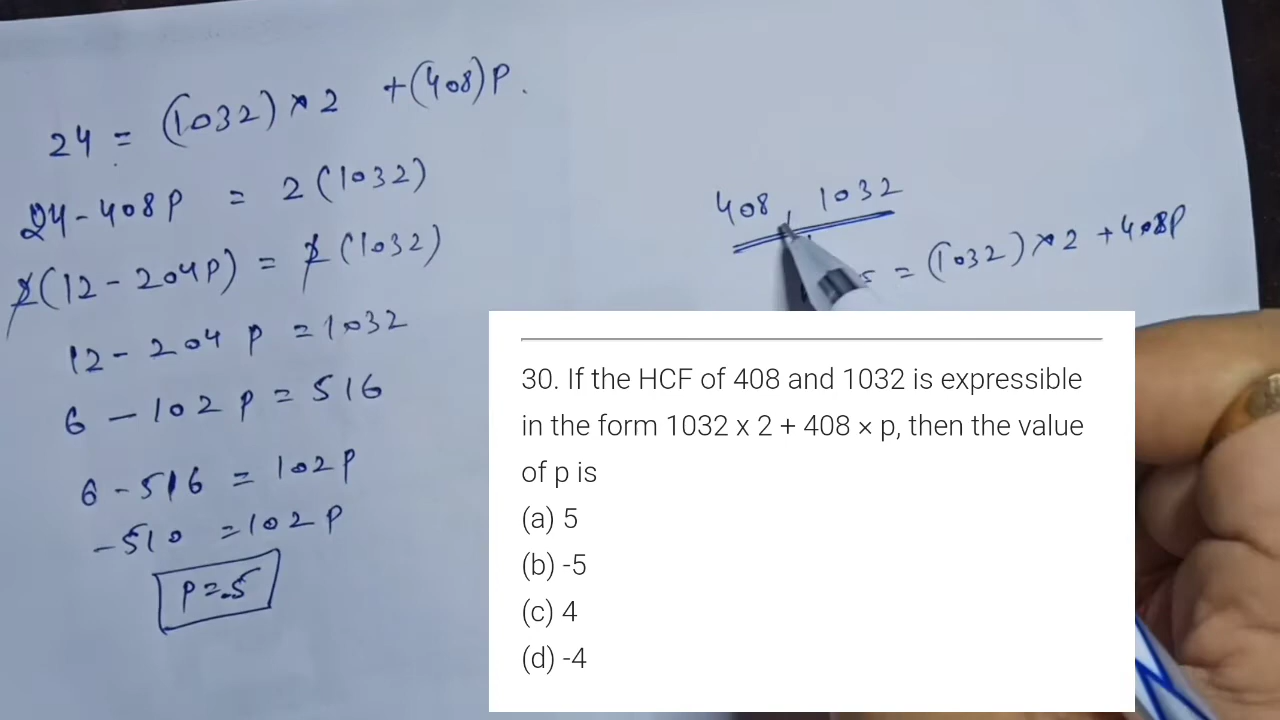 24 = (1032) × 2 + (408) P.
24 - 408 P = 2 (1032)
2 (12 - 204 P) = 2 (1032)
12 - 204 P = 1032
6 - 102 P = 516
6 - 516 = 102 P
-510 = 102 P
P = -5
408, 1032
= (1032) × 2 + 408 P
30. If the HCF of 408 and 1032 is expressible
in the form 1032 x 2 + 408 × p, then the value
of p is
(a) 5
(b) -5
(c) 4
(d) -4